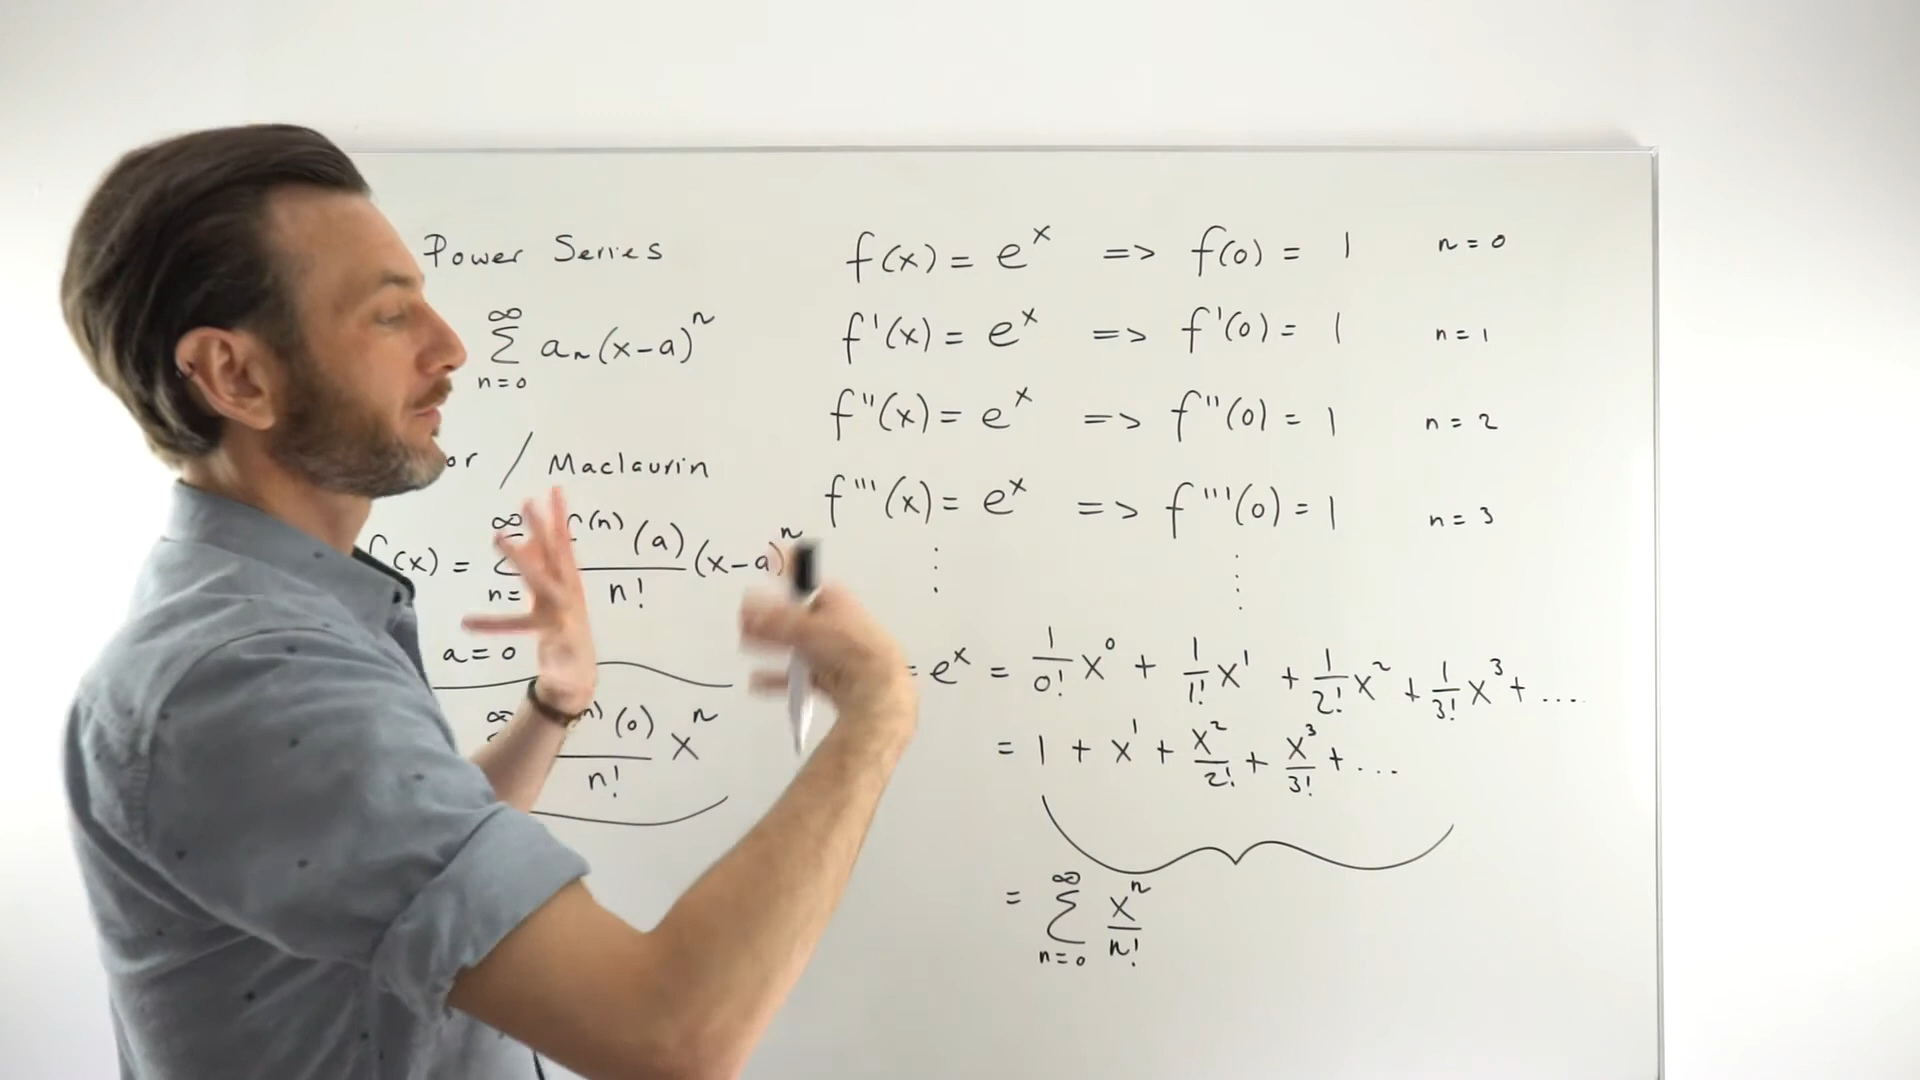 Power Series
∞
Σ aₙ(x-a)ⁿ
n=0
or / Maclaurin
f(x) = Σ f⁽ⁿ⁾(a)/n! (x-a)ⁿ
∞
n=
a=0
∞ n)(0)/n! xⁿ
f(x) = eˣ => f(0) = 1 n=0
f'(x) = eˣ => f'(0) = 1 n=1
f''(x) = eˣ => f''(0) = 1 n=2
f'''(x) = eˣ => f'''(0) = 1 n=3
⋮ ⋮
= eˣ = 1/0! x⁰ + 1/1! x¹ + 1/2! x² + 1/3! x³ + ....
= 1 + x¹ + x²/2! + x³/3! + ...
∞
= Σ xⁿ/n!
n=0